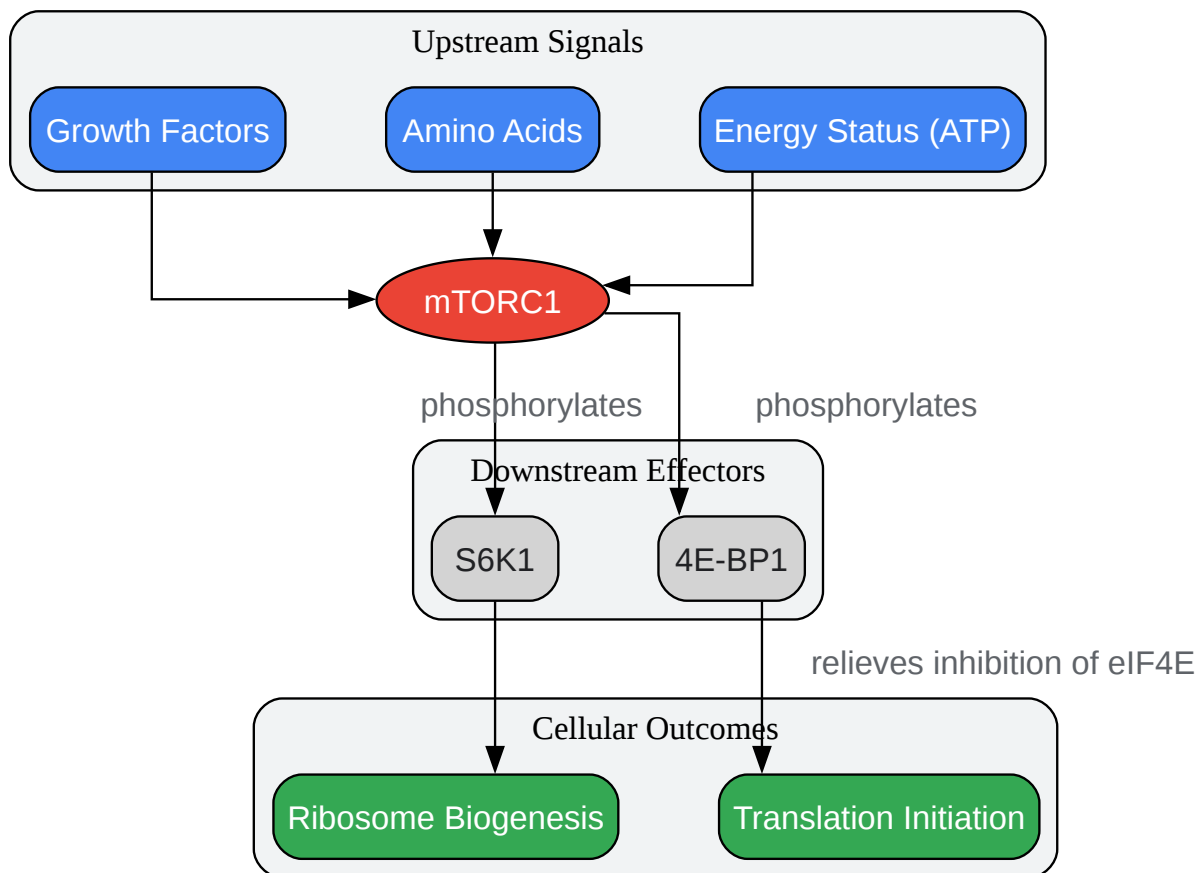 Upstream Signals
Growth Factors
Amino Acids
Energy Status (ATP)
mTORC1
phosphorylates
phosphorylates
Downstream Effectors
S6K1
4E-BP1
relieves inhibition of eIF4E
Cellular Outcomes
Ribosome Biogenesis
Translation Initiation